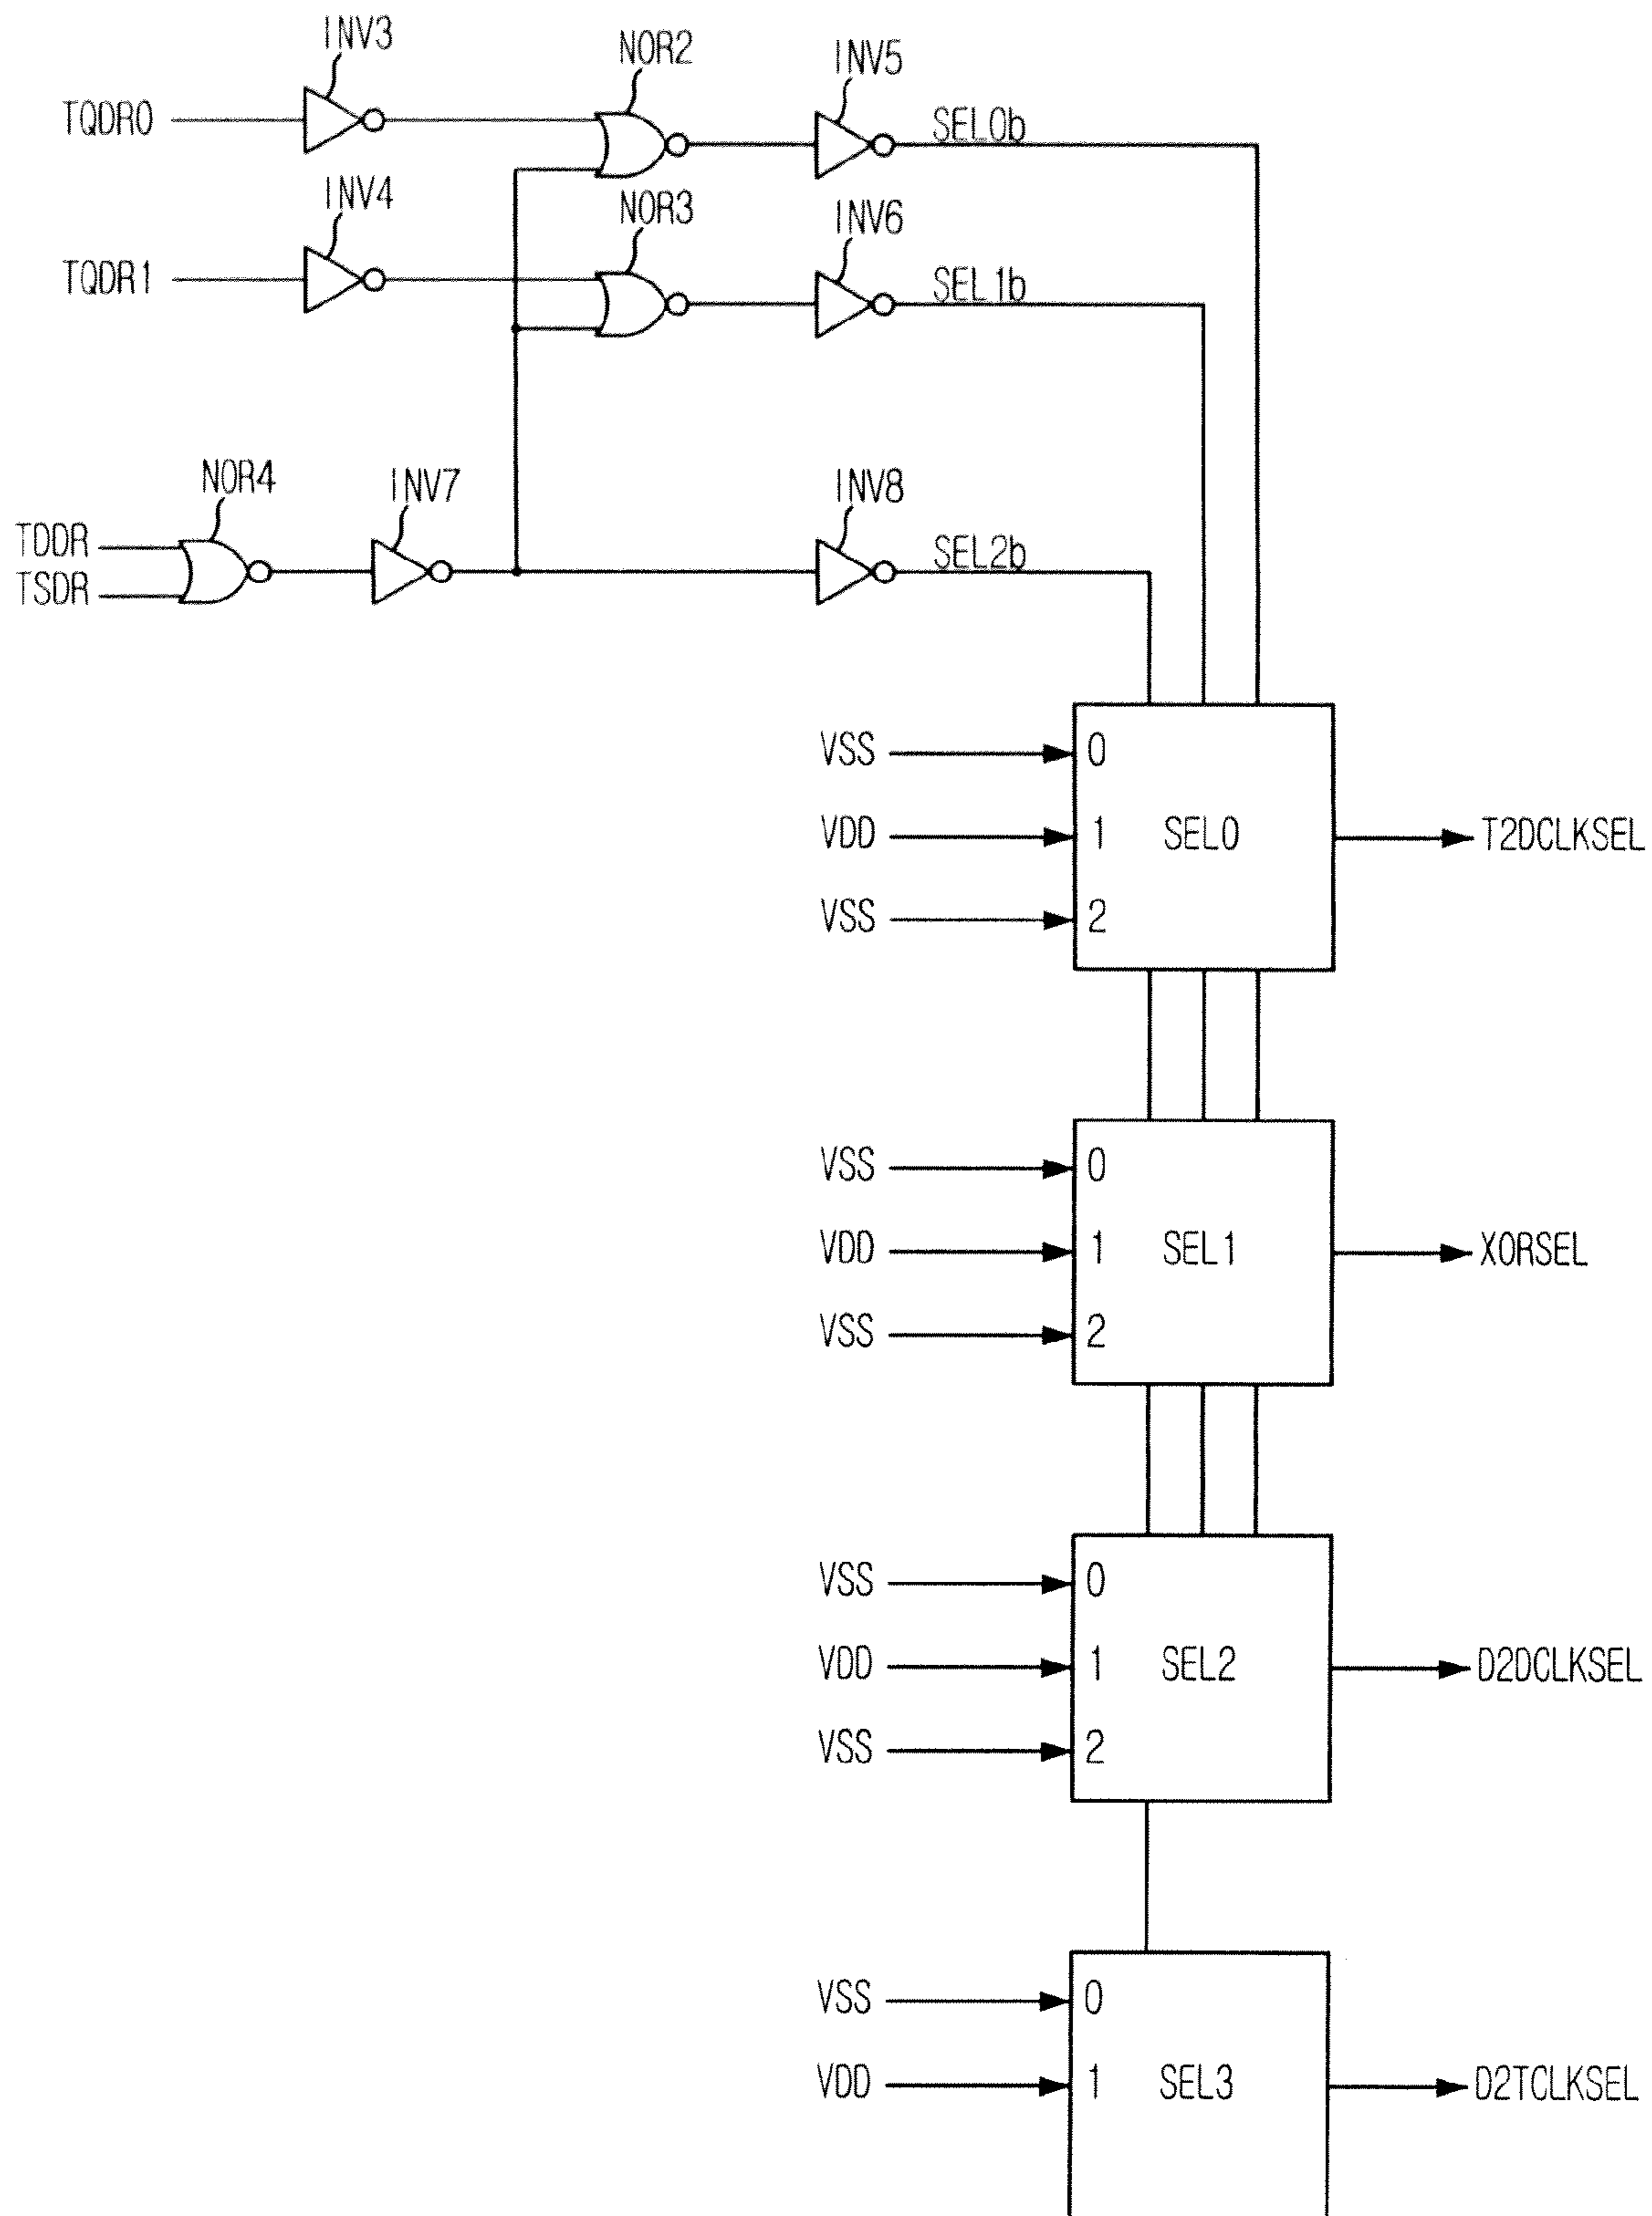 INV3
NOR2
INV5
TQDR0
SEL0b
INV4
NOR3
INV6
TQDR1
SEL1b
NOR4
INV7
INV8
TDDR
TSDR
SEL2b
VSS
0
VDD
1
SEL0
T2DCLKSEL
VSS
2
VSS
0
VDD
1
SEL1
XORSEL
VSS
2
VSS
0
VDD
1
SEL2
D2DCLKSEL
VSS
2
VSS
0
VDD
1
SEL3
D2TCLKSEL